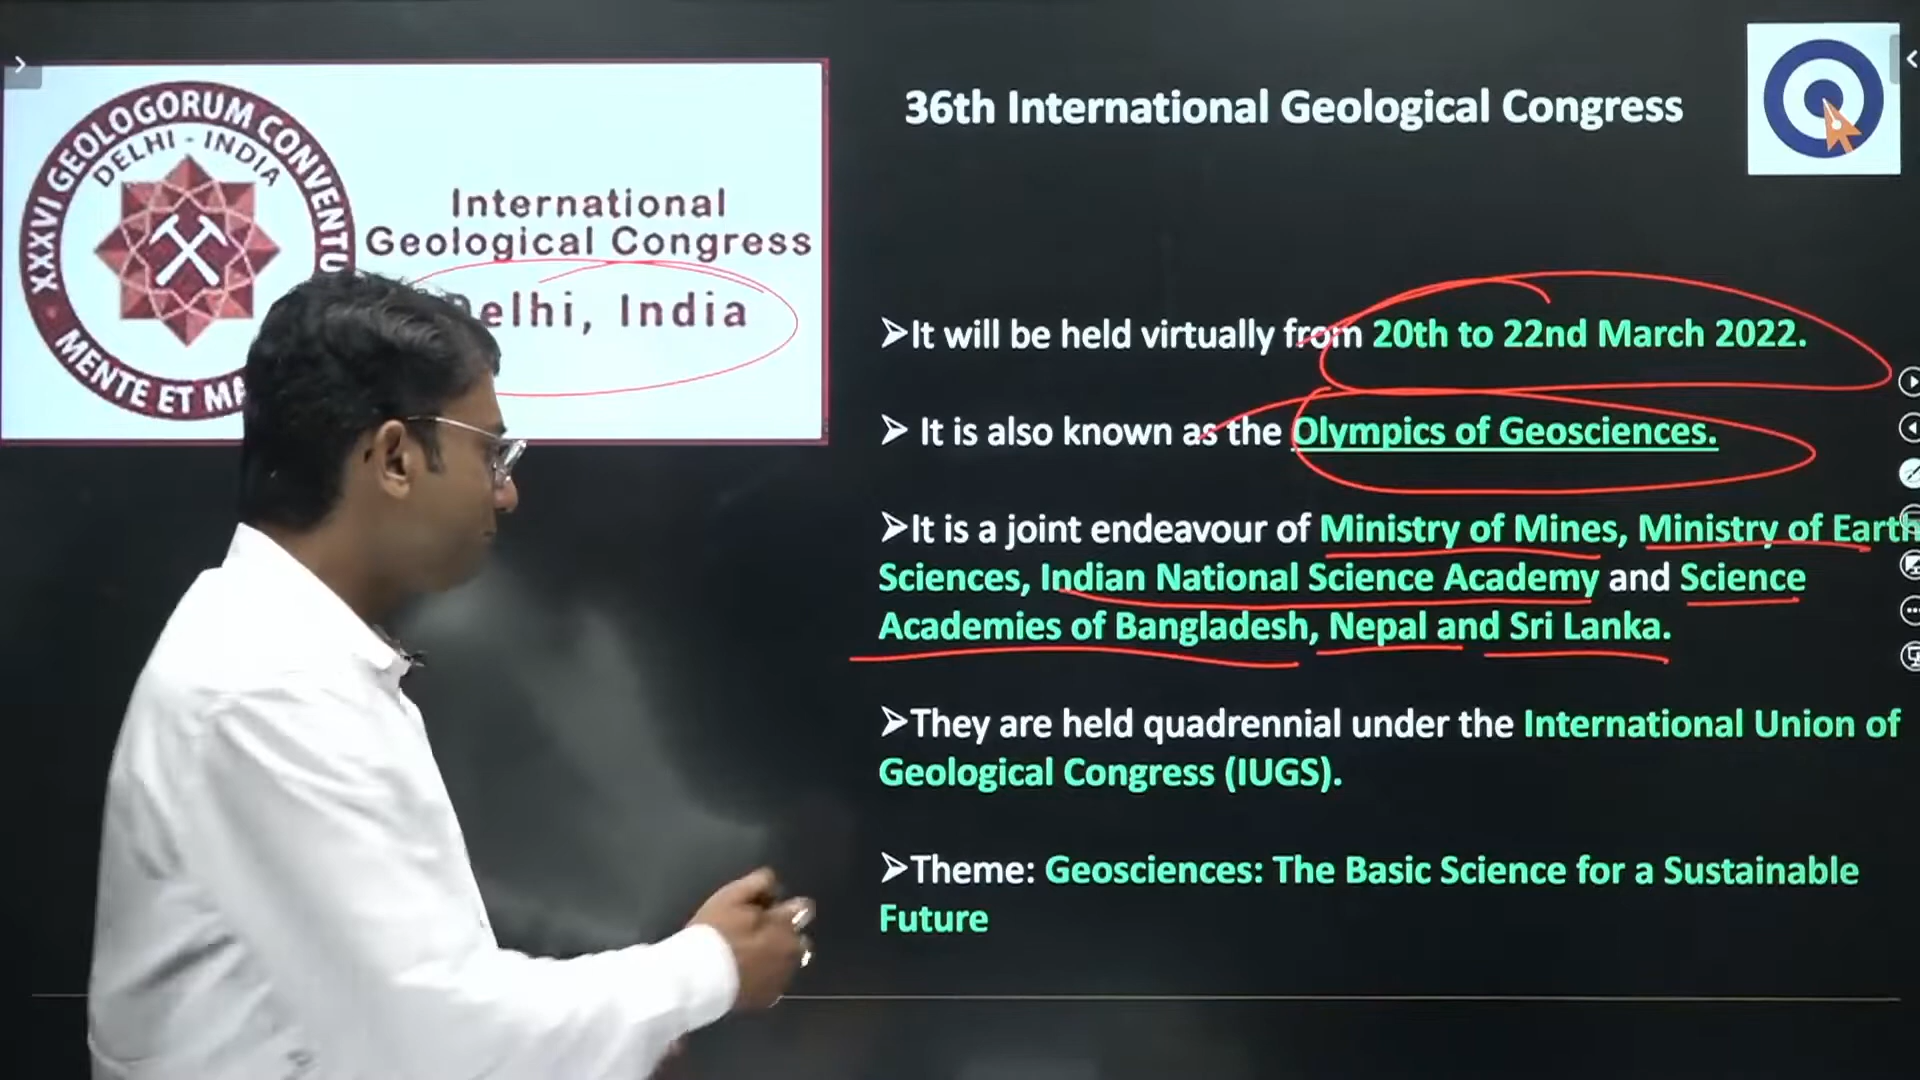 XXXVI GEOLOGORUM CONVENTU
DELHI - INDIA
MENTE ET
International
Geological Congress
Delhi, India
36th International Geological Congress
➤It will be held virtually from 20th to 22nd March 2022.
➤ It is also known as the Olympics of Geosciences.
➤It is a joint endeavour of Ministry of Mines, Ministry of Earth
Sciences, Indian National Science Academy and Science
Academies of Bangladesh, Nepal and Sri Lanka.
➤They are held quadrennial under the International Union of
Geological Congress (IUGS).
➤Theme: Geosciences: The Basic Science for a Sustainable
Future